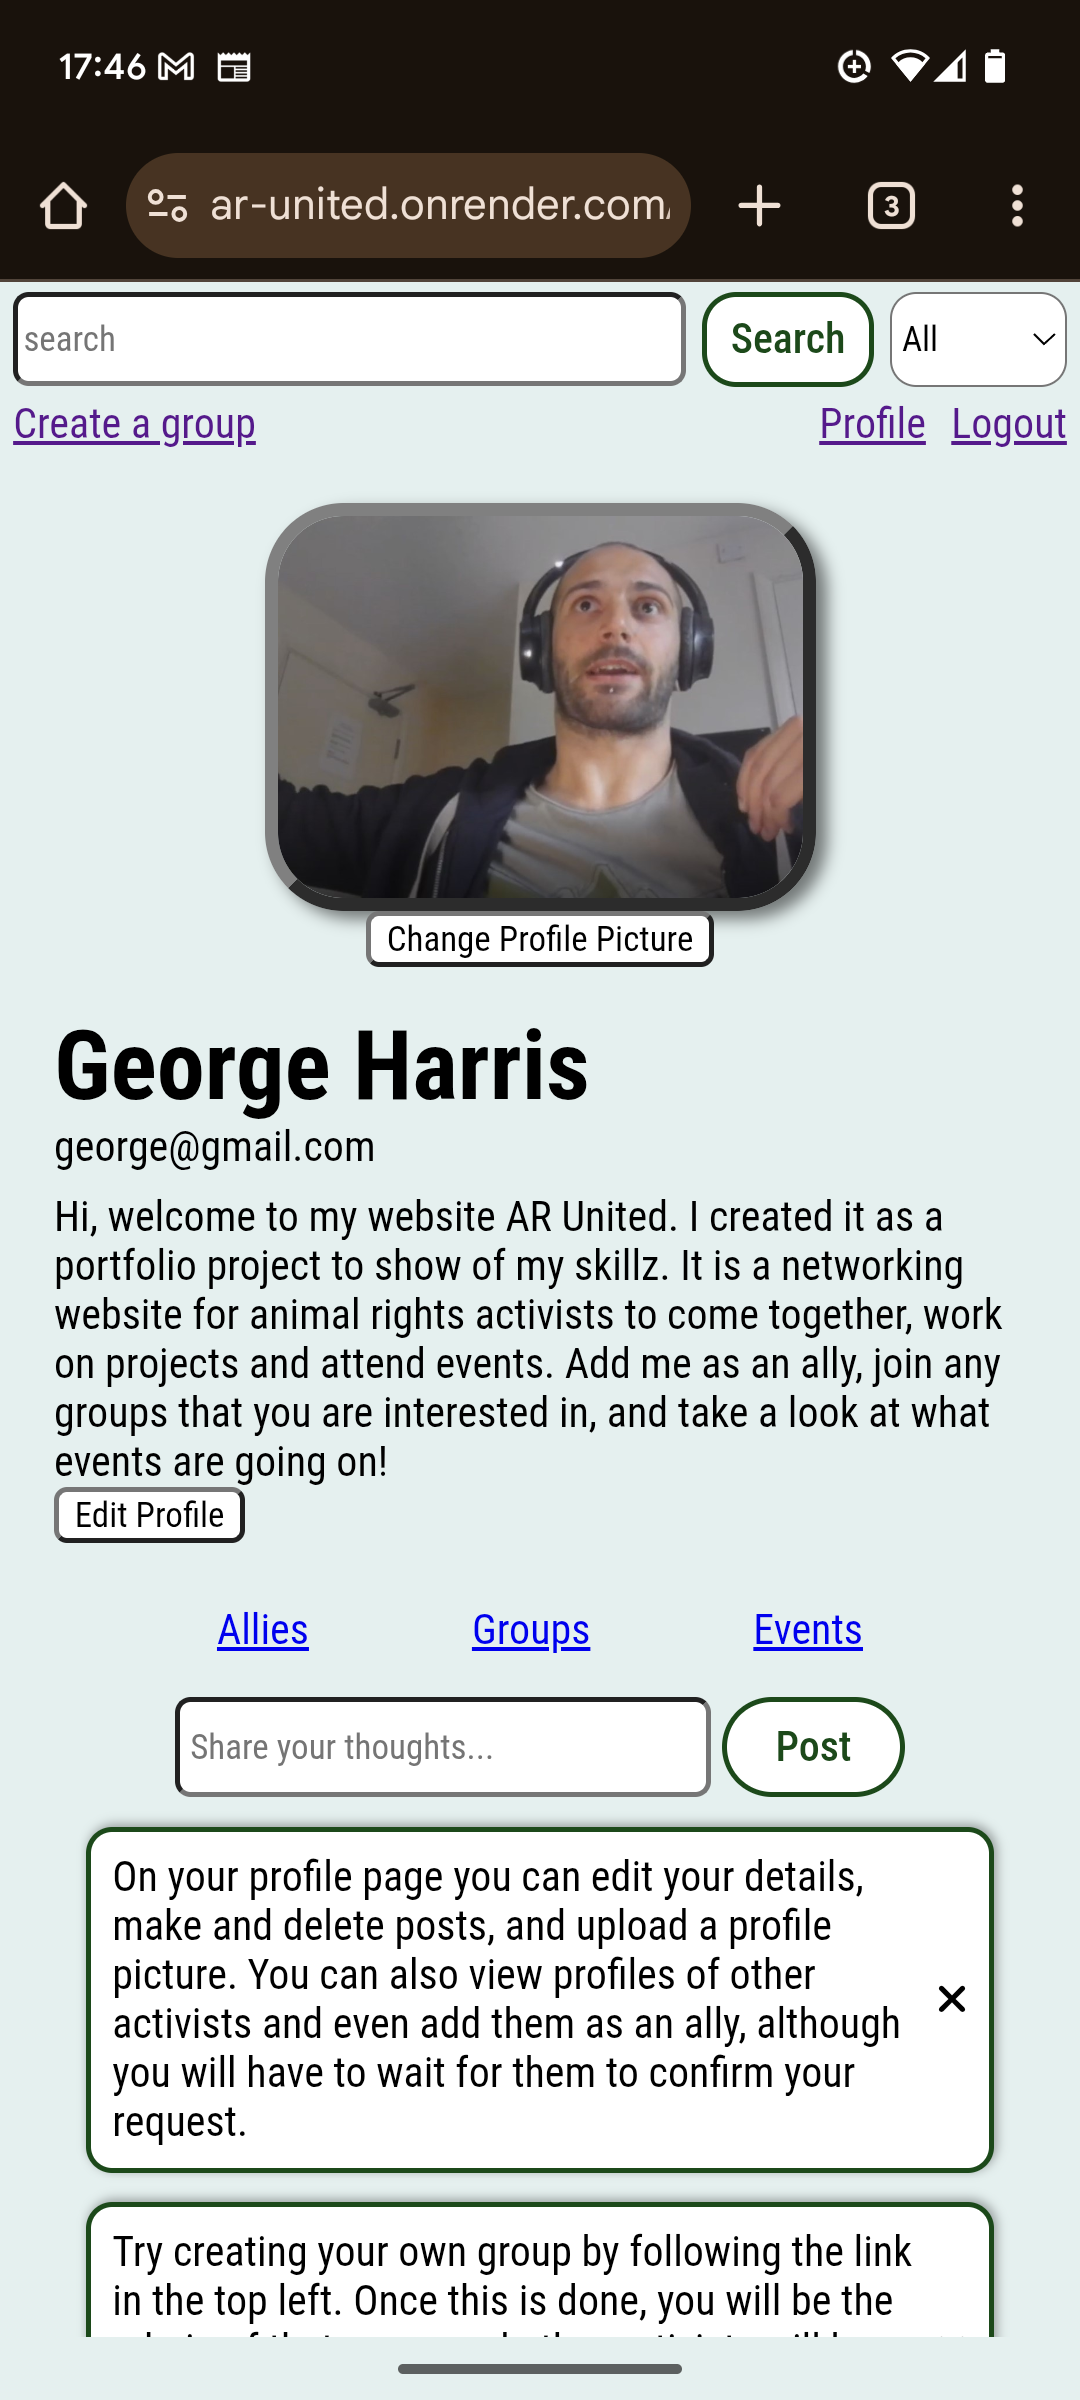 17:46
ar-united.onrender.com/
3
search
Search
All
Create a group
Profile
Logout
Change Profile Picture
George Harris
george@gmail.com
Hi, welcome to my website AR United. I created it as a
portfolio project to show of my skillz. It is a networking
website for animal rights activists to come together, work
on projects and attend events. Add me as an ally, join any
groups that you are interested in, and take a look at what
events are going on!
Edit Profile
Allies
Groups
Events
Share your thoughts...
Post
On your profile page you can edit your details,
make and delete posts, and upload a profile
picture. You can also view profiles of other
activists and even add them as an ally, although
you will have to wait for them to confirm your
request.
Try creating your own group by following the link
in the top left. Once this is done, you will be the